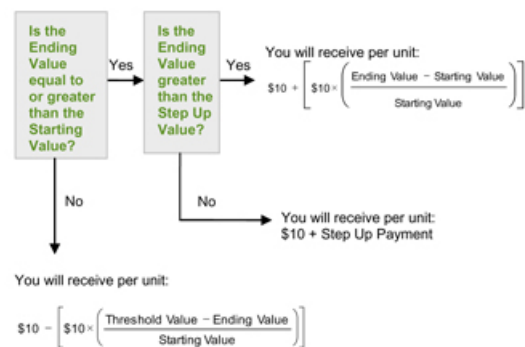 Is the
Ending
Value
equal to
or greater
than the
Starting
Value?
Yes
Is the
Ending
Value
greater
than the
Step Up
Value?
Yes
You will receive per unit:
$10 + [ $10 × ( Ending Value − Starting Value
Starting Value ) ]
No
No
You will receive per unit:
$10 + Step Up Payment
You will receive per unit:
$10 − [ $10 × ( Threshold Value − Ending Value
Starting Value ) ]